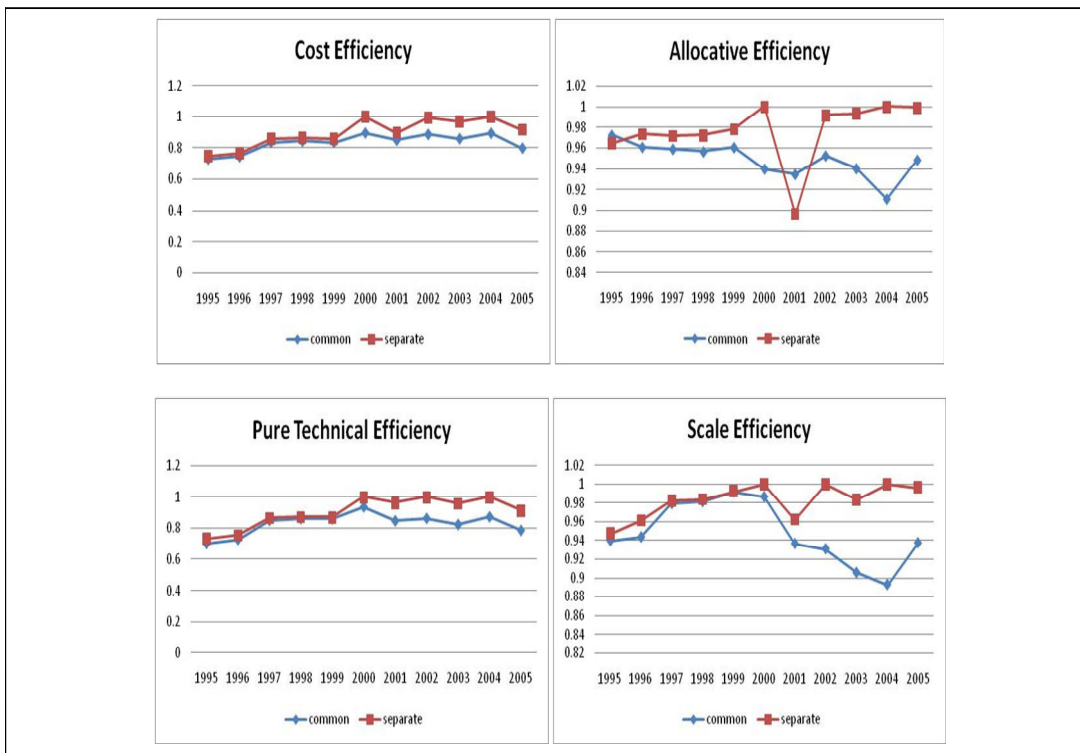 Cost Efficiency
1.2
1
0.8
0.6
0.4
0.2
0
1995 1996 1997 1998 1999 2000 2001 2002 2003 2004 2005
common separate
Allocative Efficiency
1.02
1
0.98
0.96
0.94
0.92
0.9
0.88
0.86
0.84
1995 1996 1997 1998 1999 2000 2001 2002 2003 2004 2005
common separate
Pure Technical Efficiency
1.2
1
0.8
0.6
0.4
0.2
0
1995 1996 1997 1998 1999 2000 2001 2002 2003 2004 2005
common separate
Scale Efficiency
1.02
1
0.98
0.96
0.94
0.92
0.9
0.88
0.86
0.84
0.82
1995 1996 1997 1998 1999 2000 2001 2002 2003 2004 2005
common separate